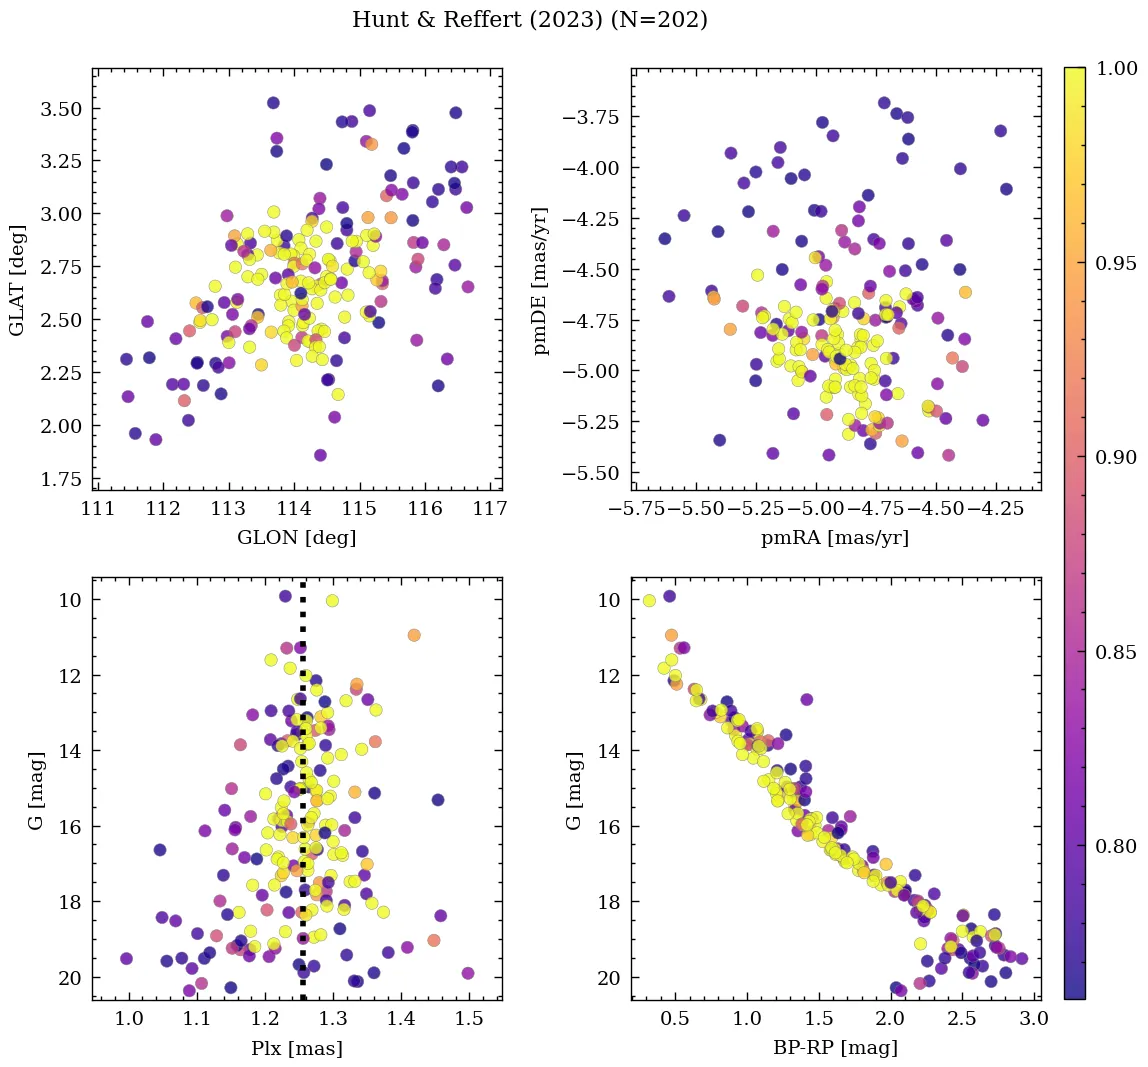 Hunt & Reffert (2023) (N=202)
3.50
3.25
3.00
2.75
2.50
2.25
2.00
1.75
GLAT [deg]
111 112 113 114 115 116 117
GLON [deg]
−3.75
−4.00
−4.25
−4.50
−4.75
−5.00
−5.25
−5.50
pmDE [mas/yr]
−5.75 −5.50 −5.25 −5.00 −4.75 −4.50 −4.25
pmRA [mas/yr]
1.00
0.95
0.90
0.85
0.80
10
12
14
16
18
20
G [mag]
1.0 1.1 1.2 1.3 1.4 1.5
Plx [mas]
10
12
14
16
18
20
G [mag]
0.5 1.0 1.5 2.0 2.5 3.0
BP-RP [mag]